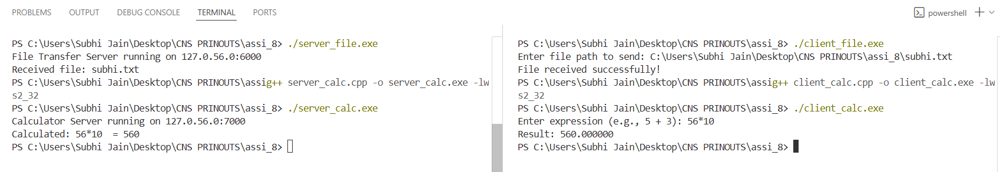 PROBLEMS OUTPUT DEBUG CONSOLE TERMINAL PORTS
powershell
PS C:\Users\Subhi Jain\Desktop\CNS PRINOUTS\assi_8> ./server_file.exe
File Transfer Server running on 127.0.56.0:6000
Received file: subhi.txt
PS C:\Users\Subhi Jain\Desktop\CNS PRINOUTS\assig++ server_calc.cpp -o server_calc.exe -lw
s2_32
PS C:\Users\Subhi Jain\Desktop\CNS PRINOUTS\assi_8> ./server_calc.exe
Calculator Server running on 127.0.56.0:7000
Calculated: 56*10  = 560
PS C:\Users\Subhi Jain\Desktop\CNS PRINOUTS\assi_8>
PS C:\Users\Subhi Jain\Desktop\CNS PRINOUTS\assi_8> ./client_file.exe
Enter file path to send: C:\Users\Subhi Jain\Desktop\CNS PRINOUTS\assi_8\subhi.txt
File received successfully!
PS C:\Users\Subhi Jain\Desktop\CNS PRINOUTS\assig++ client_calc.cpp -o client_calc.exe -lw
s2_32
PS C:\Users\Subhi Jain\Desktop\CNS PRINOUTS\assi_8> ./client_calc.exe
Enter expression (e.g., 5 + 3): 56*10
Result: 560.000000
PS C:\Users\Subhi Jain\Desktop\CNS PRINOUTS\assi_8>